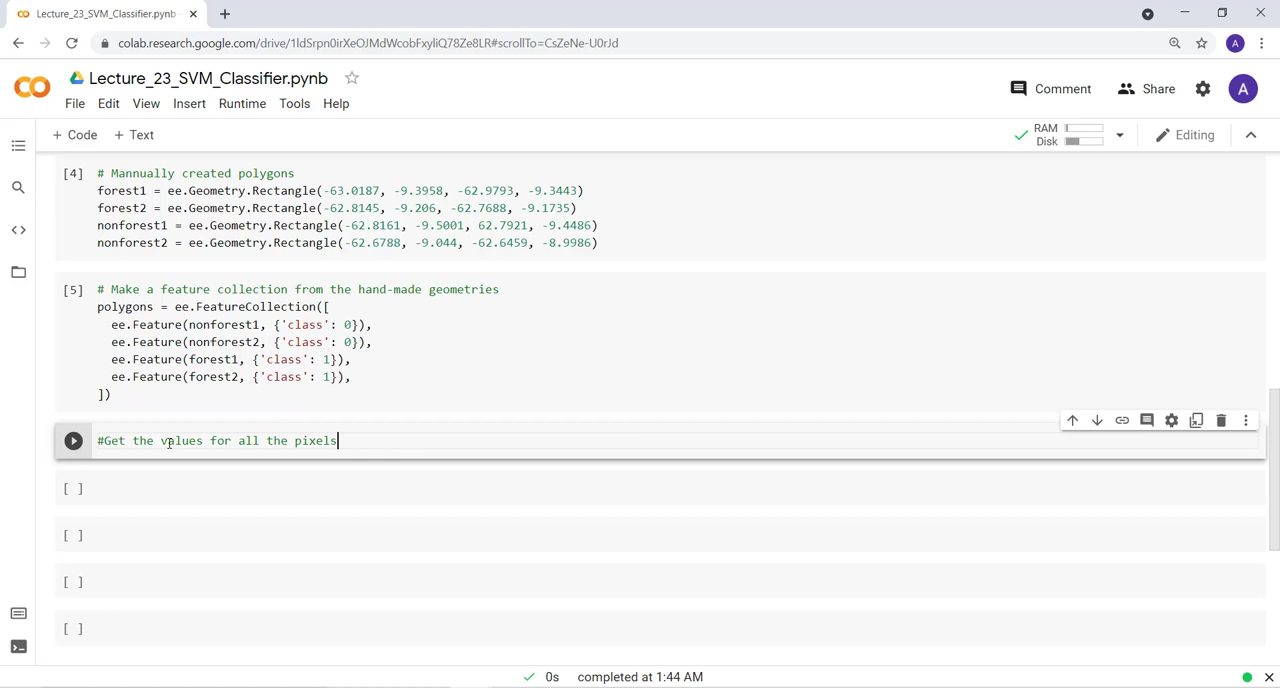 Lecture_23_SVM_Classifier.pynb
colab.research.google.com/drive/1ldSrpn0irXeOJMdWcobFxyliQ78Ze8LR#scrollTo=CsZeNe-U0rJd
A
Lecture_23_SVM_Classifier.pynb
File Edit View Insert Runtime Tools Help
Comment Share A
+ Code + Text
RAM
Disk
Editing
[4] # Mannually created polygons
forest1 = ee.Geometry.Rectangle(-63.0187, -9.3958, -62.9793, -9.3443)
forest2 = ee.Geometry.Rectangle(-62.8145, -9.206, -62.7688, -9.1735)
nonforest1 = ee.Geometry.Rectangle(-62.8161, -9.5001, 62.7921, -9.4486)
nonforest2 = ee.Geometry.Rectangle(-62.6788, -9.044, -62.6459, -8.9986)
[5] # Make a feature collection from the hand-made geometries
polygons = ee.FeatureCollection([
ee.Feature(nonforest1, {'class': 0}),
ee.Feature(nonforest2, {'class': 0}),
ee.Feature(forest1, {'class': 1}),
ee.Feature(forest2, {'class': 1}),
])
#Get the values for all the pixels
[ ]
[ ]
[ ]
[ ]
0s completed at 1:44 AM